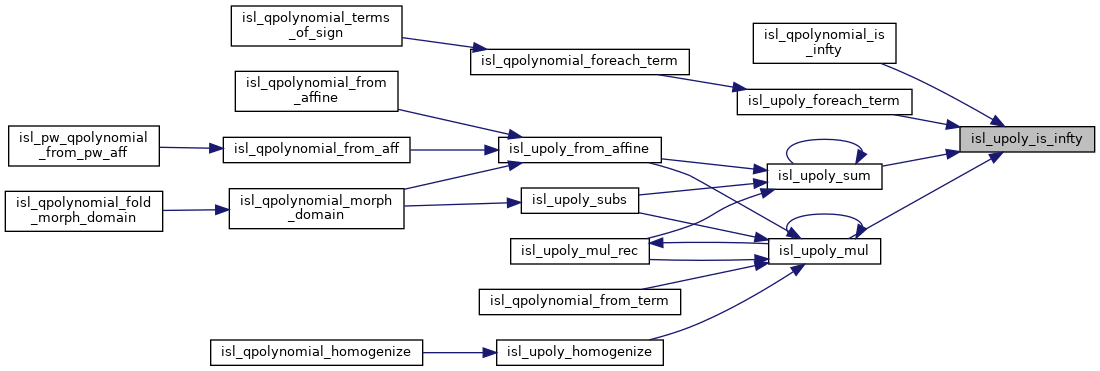 isl_qpolynomial_terms
_of_sign
isl_qpolynomial_is
_infty
isl_qpolynomial_foreach_term
isl_qpolynomial_from
_affine
isl_upoly_foreach_term
isl_pw_qpolynomial
_from_pw_aff
isl_qpolynomial_from_aff
isl_upoly_from_affine
isl_upoly_is_infty
isl_upoly_sum
isl_qpolynomial_fold
_morph_domain
isl_qpolynomial_morph
_domain
isl_upoly_subs
isl_upoly_mul_rec
isl_upoly_mul
isl_qpolynomial_from_term
isl_qpolynomial_homogenize
isl_upoly_homogenize